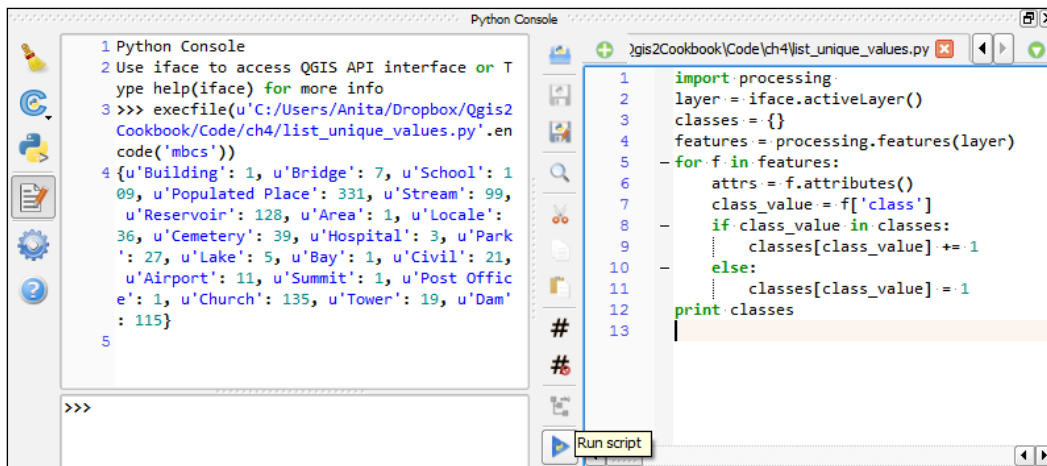 Python Console
1 Python Console
2 Use iface to access QGIS API interface or T
ype help(iface) for more info
3 >>> execfile(u'C:/Users/Anita/Dropbox/Qgis2
Cookbook/Code/ch4/list_unique_values.py'.en
code('mbcs'))
4 {u'Building': 1, u'Bridge': 7, u'School': 1
09, u'Populated Place': 331, u'Stream': 99,
u'Reservoir': 128, u'Area': 1, u'Locale':
36, u'Cemetery': 39, u'Hospital': 3, u'Park
': 27, u'Lake': 5, u'Bay': 1, u'Civil': 21,
u'Airport': 11, u'Summit': 1, u'Post Offic
e': 1, u'Church': 135, u'Tower': 19, u'Dam'
: 115}
5
>>>
Qgis2Cookbook\Code\ch4\list_unique_values.py
1 import processing
2 layer = iface.activeLayer()
3 classes = {}
4 features = processing.features(layer)
5 for f in features:
6 attrs = f.attributes()
7 class_value = f['class']
8 if class_value in classes:
9 classes[class_value] += 1
10 else:
11 classes[class_value] = 1
12 print classes
13
Run script